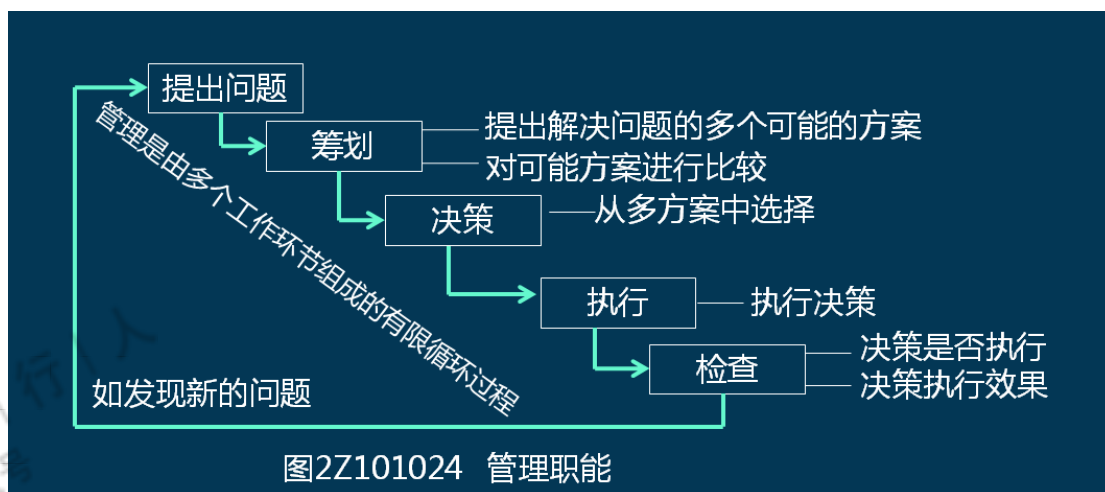 提出问题
管理是由多个工作环节组成的有限循环过程
筹划
提出解决问题的多个可能的方案
对可能方案进行比较
决策
从多方案中选择
执行
执行决策
检查
决策是否执行
决策执行效果
如发现新的问题
行人
号
图2Z101024 管理职能